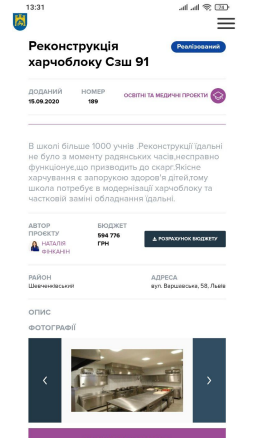 13:31
Реконструкція
харчоблоку Сзш 91
Реалізований
ДОДАНИЙ
15.09.2020
НОМЕР
189
ОСВІТНІ ТА МЕДИЧНІ ПРОЕКТИ
В школі більше 1000 учнів .Реконструкції їдальні
не було з моменту радянських часів,несправно
функціонує,що призводить до скарг.Якісне
харчування є запорукою здоров'я дітей,тому
школа потребує в модернізації харчоблоку та
частковій заміні обладнання їдальні.
АВТОР
ПРОЄКТУ
НАТАЛІЯ
ФІНКАНІН
БЮДЖЕТ
594 776
ГРН
РОЗРАХУНОК БЮДЖЕТУ
РАЙОН
Шевченківський
АДРЕСА
вул. Варшавська, 58, Львів
ОПИС
ФОТОГРАФІЇ